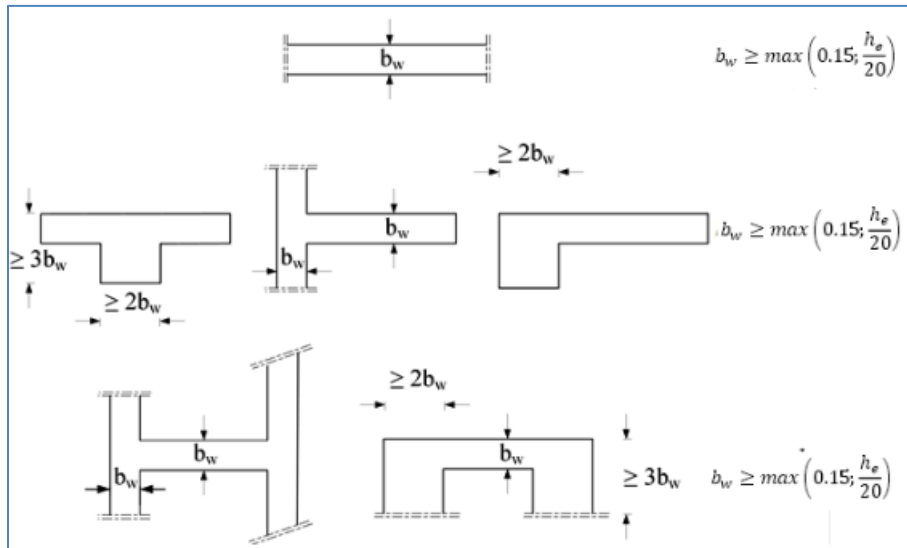 b_w
b_w ≥ max(0.15; h_e/20)
≥ 2b_w
≥ 3b_w
≥ 2b_w
b_w
b_w
b_w ≥ max(0.15; h_e/20)
≥ 2b_w
b_w
b_w
b_w
≥ 3b_w
b_w ≥ max(0.15; h_e/20)